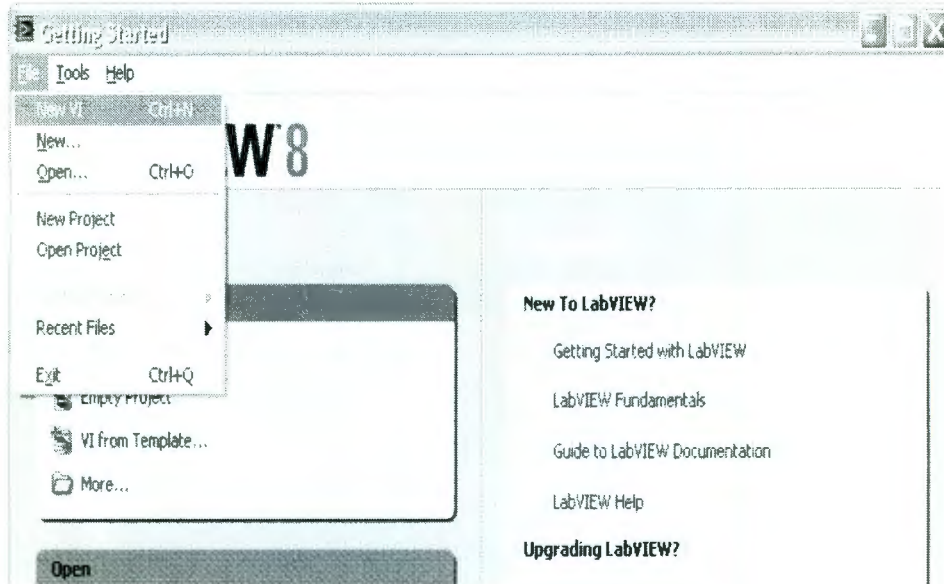 Getting Started
File Tools Help
New VI Ctrl+N
New...
Open... Ctrl+O
W 8
New Project
Open Project
Recent Files
Exit Ctrl+Q
Empty Project
VI from Template...
More...
Open
New To LabVIEW?
Getting Started with LabVIEW
LabVIEW Fundamentals
Guide to LabVIEW Documentation
LabVIEW Help
Upgrading LabVIEW?